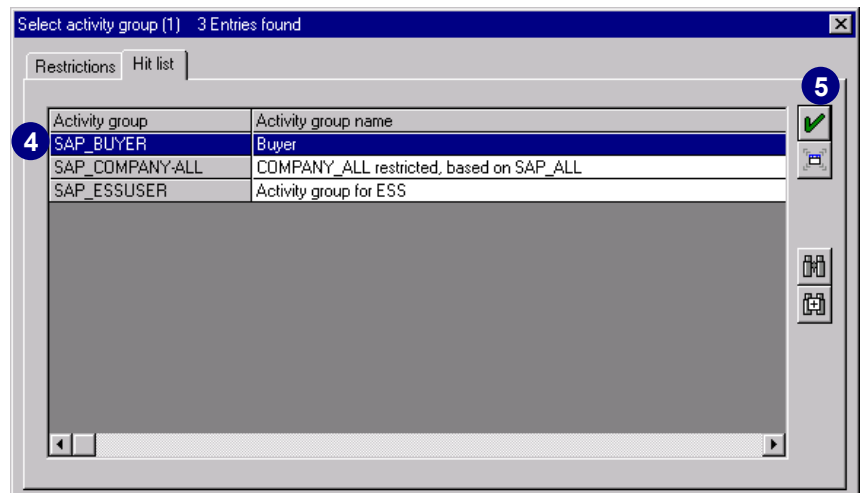 Select activity group (1) 3 Entries found
Restrictions Hit list
5
Activity group Activity group name
4 SAP_BUYER Buyer
SAP_COMPANY-ALL COMPANY_ALL restricted, based on SAP_ALL
SAP_ESSUSER Activity group for ESS